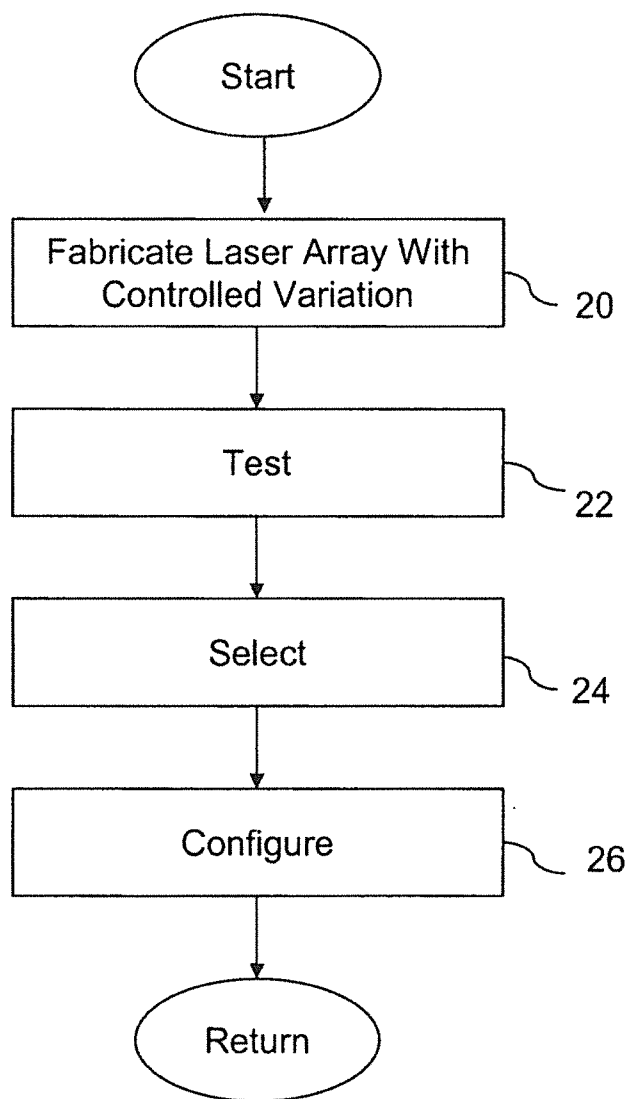 Start
Fabricate Laser Array With
Controlled Variation
20
Test
22
Select
24
Configure
26
Return